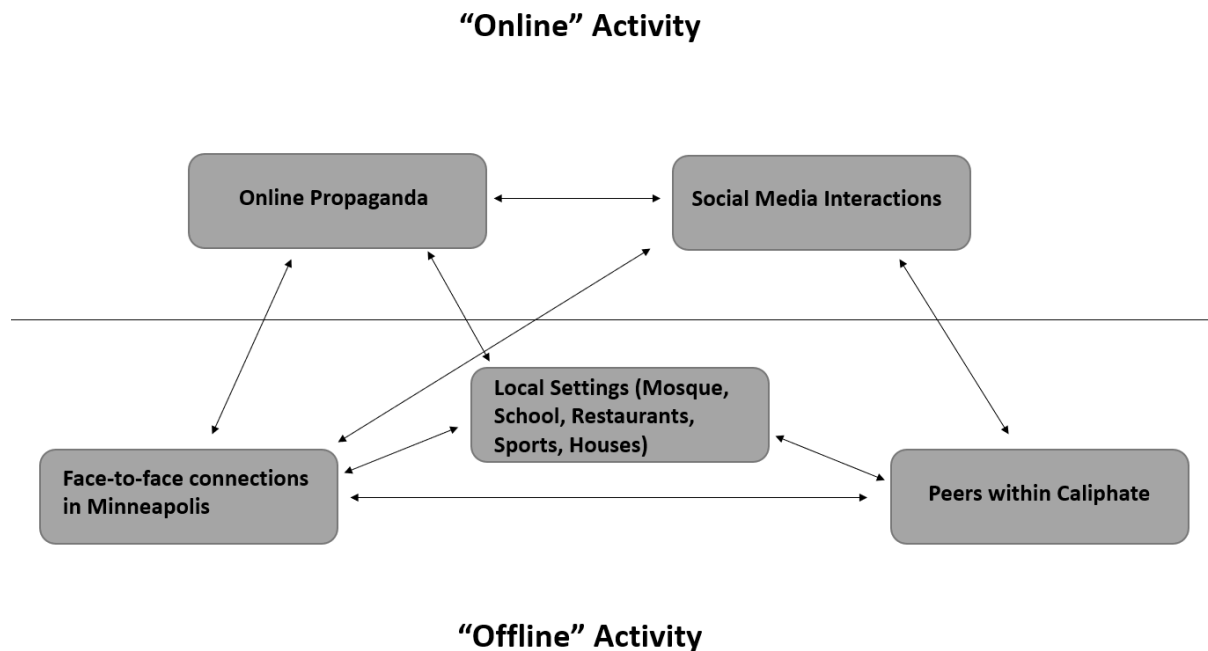 “Online” Activity
Online Propaganda
Social Media Interactions
Local Settings (Mosque,
School, Restaurants,
Sports, Houses)
Face-to-face connections
in Minneapolis
Peers within Caliphate
“Offline” Activity